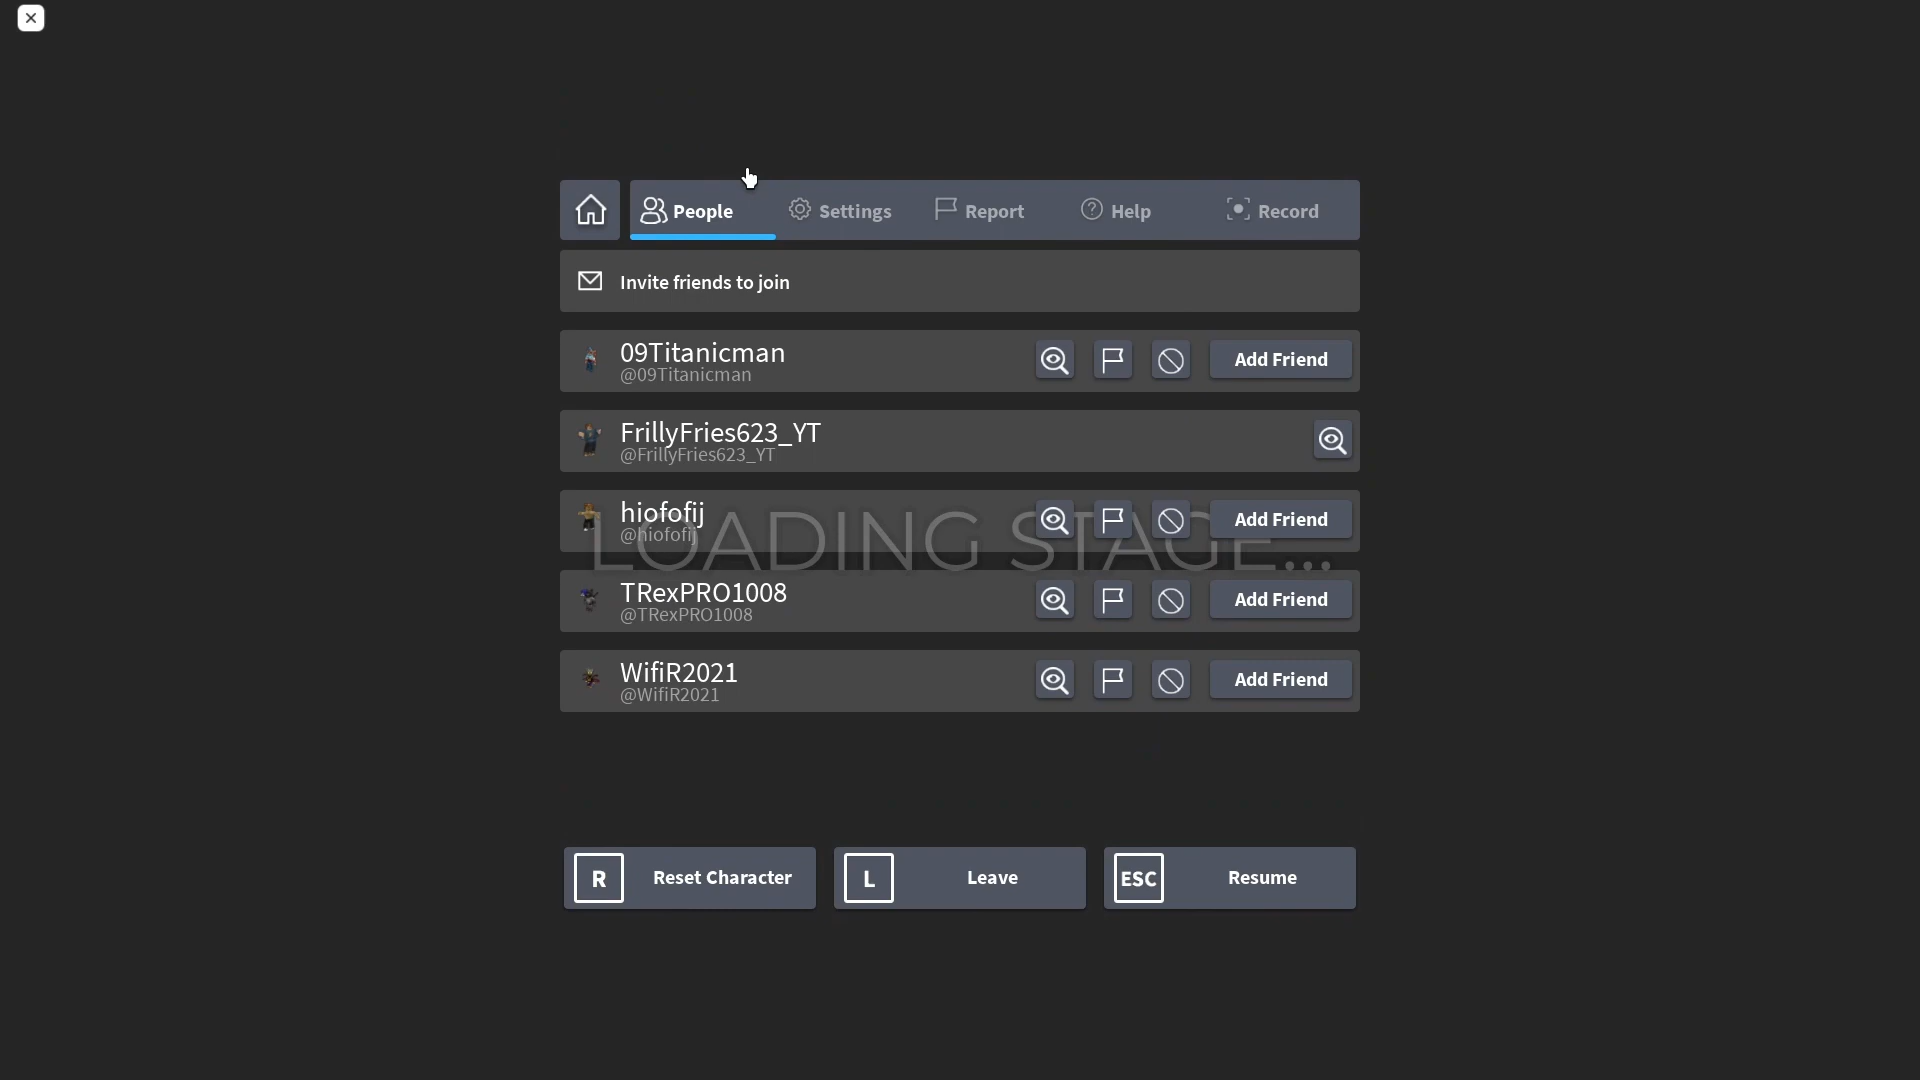 People Settings Report Help Record
Invite friends to join
09Titanicman
@09Titanicman
Add Friend
FrillyFries623_YT
@FrillyFries623_YT
hiofofij
@hiofofij
Add Friend
LOADING STAGE...
TRexPRO1008
@TRexPRO1008
Add Friend
WifiR2021
@WifiR2021
Add Friend
R Reset Character L Leave ESC Resume